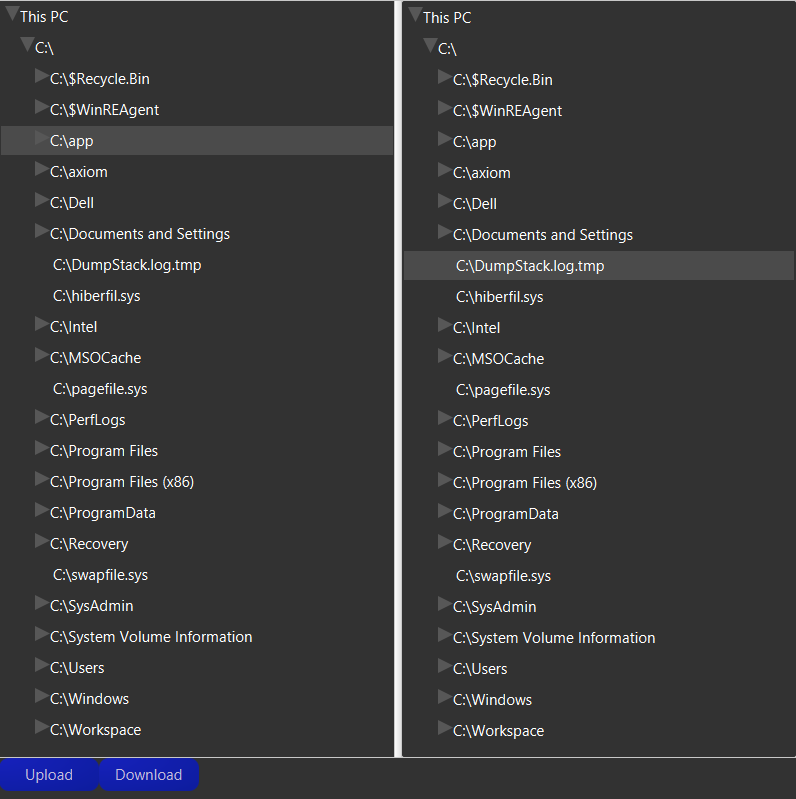 This PC
C:\
C:\$Recycle.Bin
C:\$WinREAgent
C:\app
C:\axiom
C:\Dell
C:\Documents and Settings
C:\DumpStack.log.tmp
C:\hiberfil.sys
C:\Intel
C:\MSOCache
C:\pagefile.sys
C:\PerfLogs
C:\Program Files
C:\Program Files (x86)
C:\ProgramData
C:\Recovery
C:\swapfile.sys
C:\SysAdmin
C:\System Volume Information
C:\Users
C:\Windows
C:\Workspace
This PC
C:\
C:\$Recycle.Bin
C:\$WinREAgent
C:\app
C:\axiom
C:\Dell
C:\Documents and Settings
C:\DumpStack.log.tmp
C:\hiberfil.sys
C:\Intel
C:\MSOCache
C:\pagefile.sys
C:\PerfLogs
C:\Program Files
C:\Program Files (x86)
C:\ProgramData
C:\Recovery
C:\swapfile.sys
C:\SysAdmin
C:\System Volume Information
C:\Users
C:\Windows
C:\Workspace
Upload Download